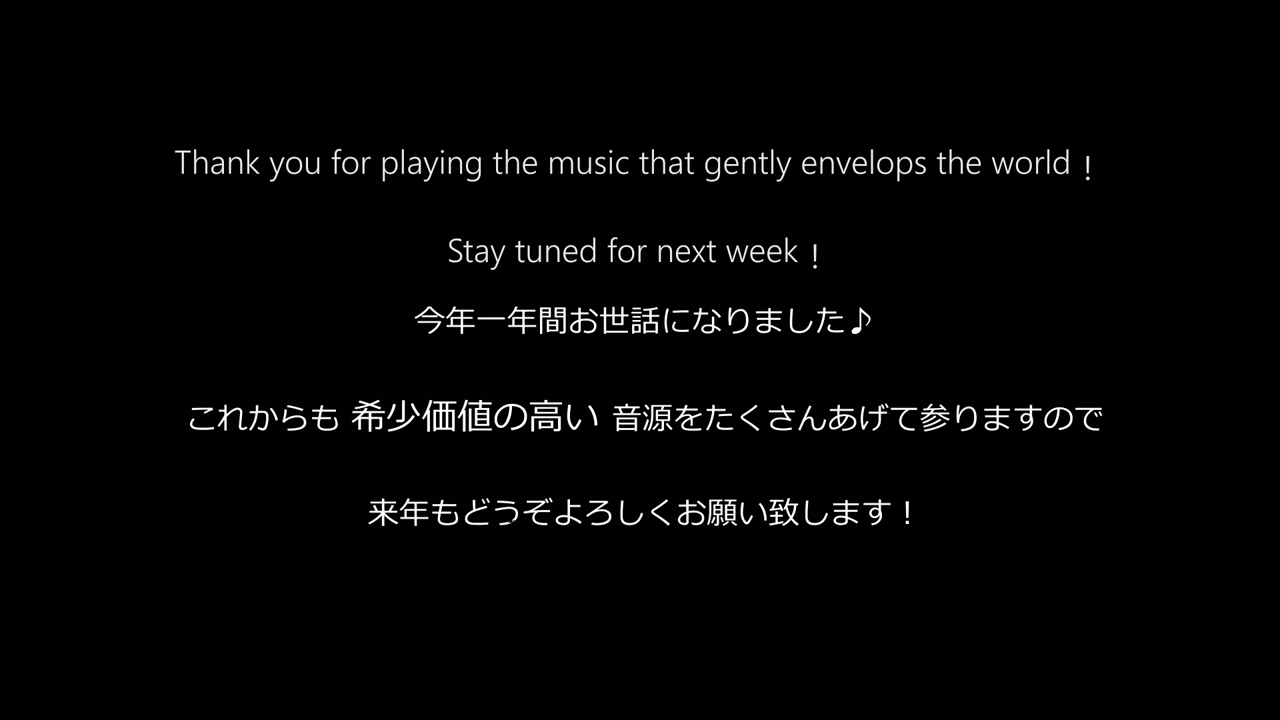 Thank you for playing the music that gently envelops the world！
Stay tuned for next week！
今年一年間お世話になりました♪
これからも 希少価値の高い 音源をたくさんあげて参りますので
来年もどうぞよろしくお願い致します！